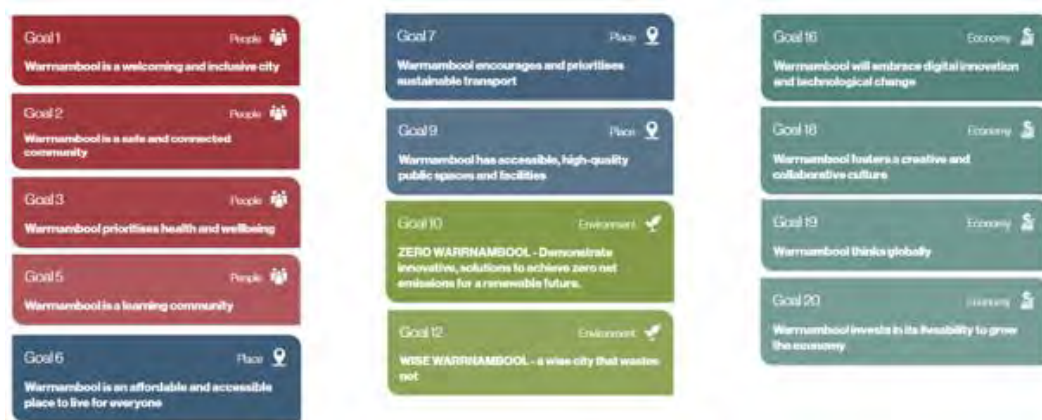 Goal 1 People
Warrnambool is a welcoming and inclusive city
Goal 2 People
Warrnambool is a safe and connected
community
Goal 3 People
Warrnambool prioritises health and wellbeing
Goal 5 People
Warrnambool is a learning community
Goal 6 Place
Warrnambool is an affordable and accessible
place to live for everyone
Goal 7 Place
Warrnambool encourages and prioritises
sustainable transport
Goal 9 Place
Warrnambool has accessible, high-quality
public spaces and facilities
Goal 10 Environment
ZERO WARRNAMBOOL - Demonstrate
innovative, solutions to achieve zero net
emissions for a renewable future.
Goal 12 Environment
WISE WARRNAMBOOL - a wise city that wastes
not
Goal 16 Economy
Warrnambool will embrace digital innovation
and technological change
Goal 18 Economy
Warrnambool fosters a creative and
collaborative culture
Goal 19 Economy
Warrnambool thinks globally
Goal 20 Economy
Warrnambool invests in its liveability to grow
the economy